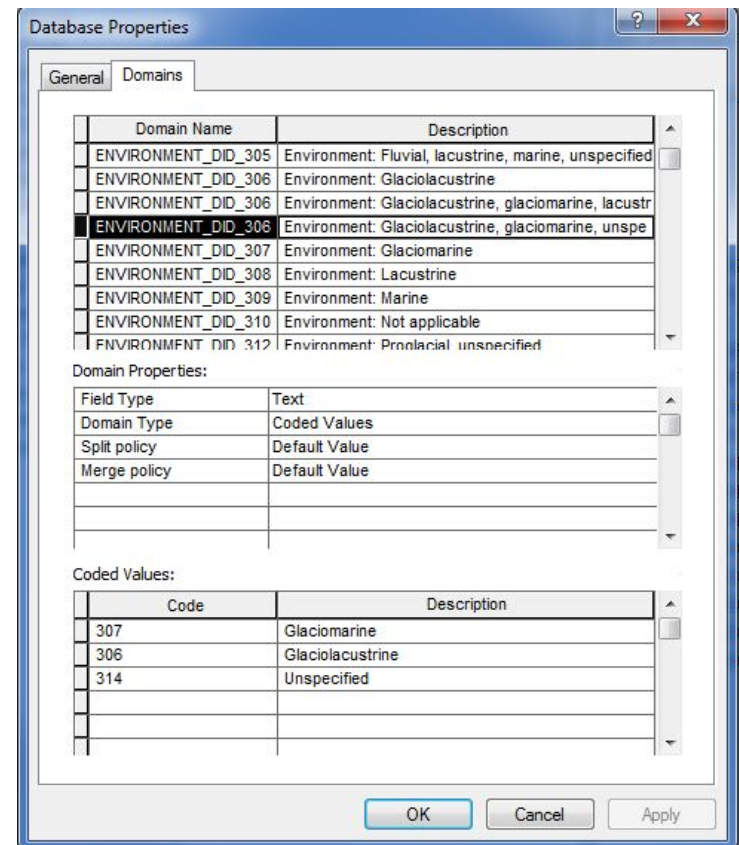 Database Properties
General Domains
Domain Name Description
ENVIRONMENT_DID_305 Environment: Fluvial, lacustrine, marine, unspecified
ENVIRONMENT_DID_306 Environment: Glaciolacustrine
ENVIRONMENT_DID_306 Environment: Glaciolacustrine, glaciomarine, lacustr
ENVIRONMENT_DID_306 Environment: Glaciolacustrine, glaciomarine, unspe
ENVIRONMENT_DID_307 Environment: Glaciomarine
ENVIRONMENT_DID_308 Environment: Lacustrine
ENVIRONMENT_DID_309 Environment: Marine
ENVIRONMENT_DID_310 Environment: Not applicable
ENVIRONMENT_DID_312 Environment: Proglacial, unspecified
Domain Properties:
Field Type Text
Domain Type Coded Values
Split policy Default Value
Merge policy Default Value
Coded Values:
Code Description
307 Glaciomarine
306 Glaciolacustrine
314 Unspecified
OK Cancel Apply